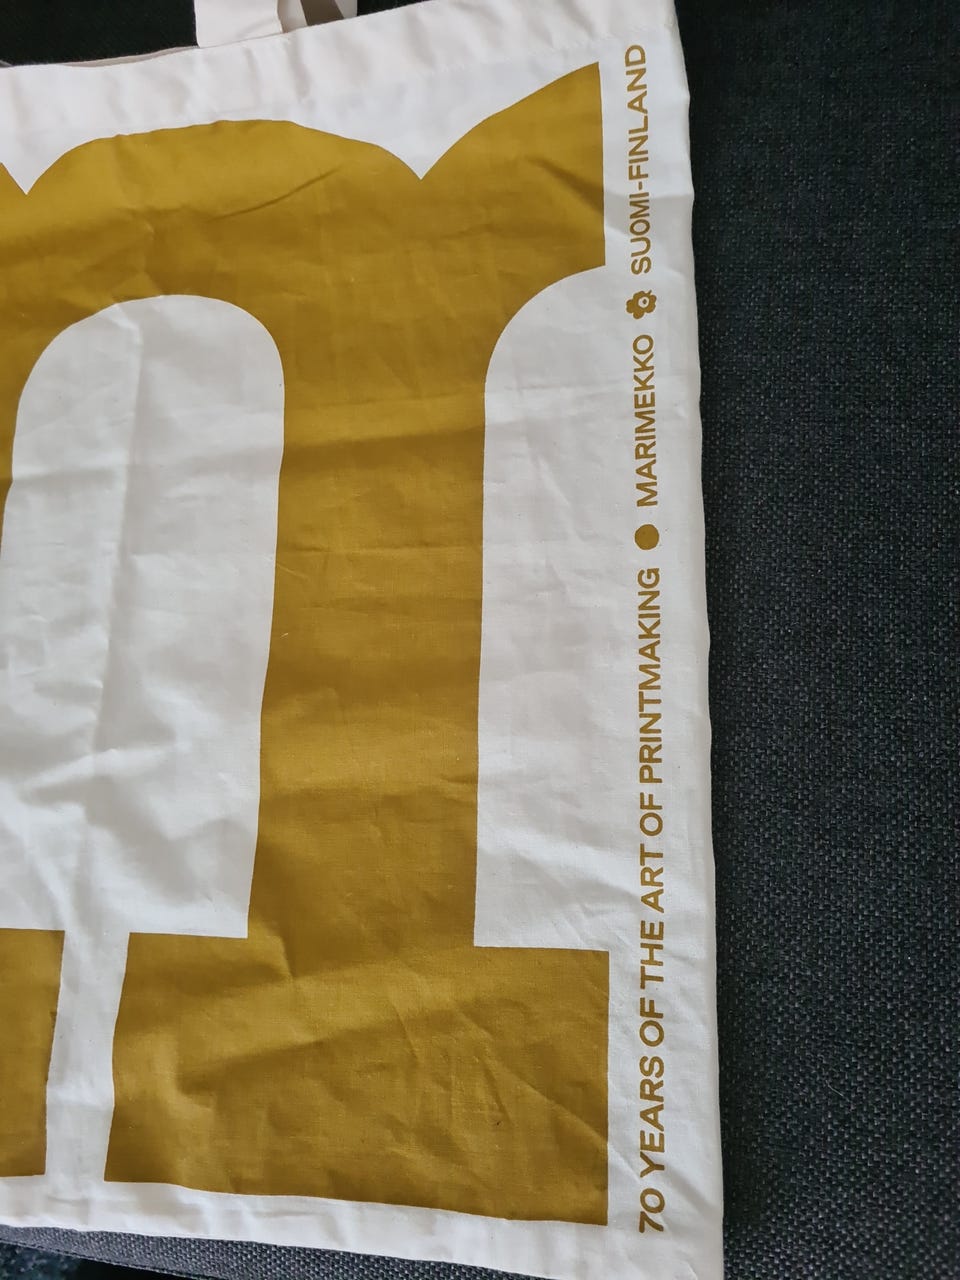 70 YEARS OF THE ART OF PRINTMAKING ● MARIMEKKO SUOMI-FINLAND